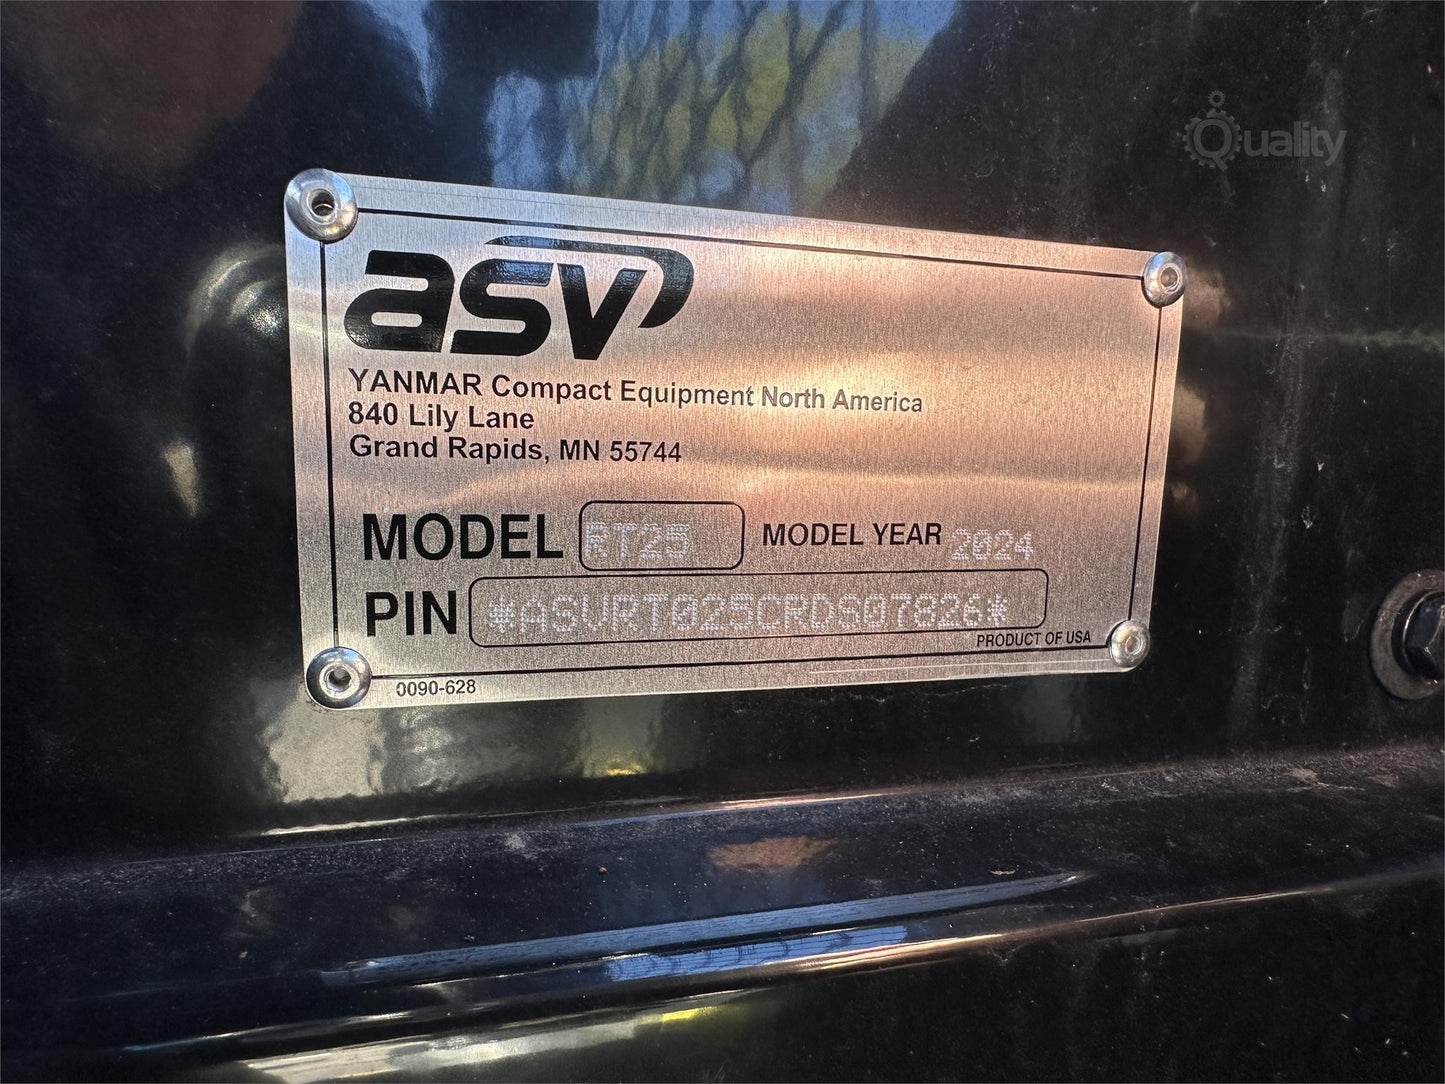 Quality
asv
YANMAR Compact Equipment North America
840 Lily Lane
Grand Rapids, MN 55744
MODEL RT25 MODEL YEAR 2024
PIN *ASVRT025CRDS07826*
PRODUCT OF USA
0090-628